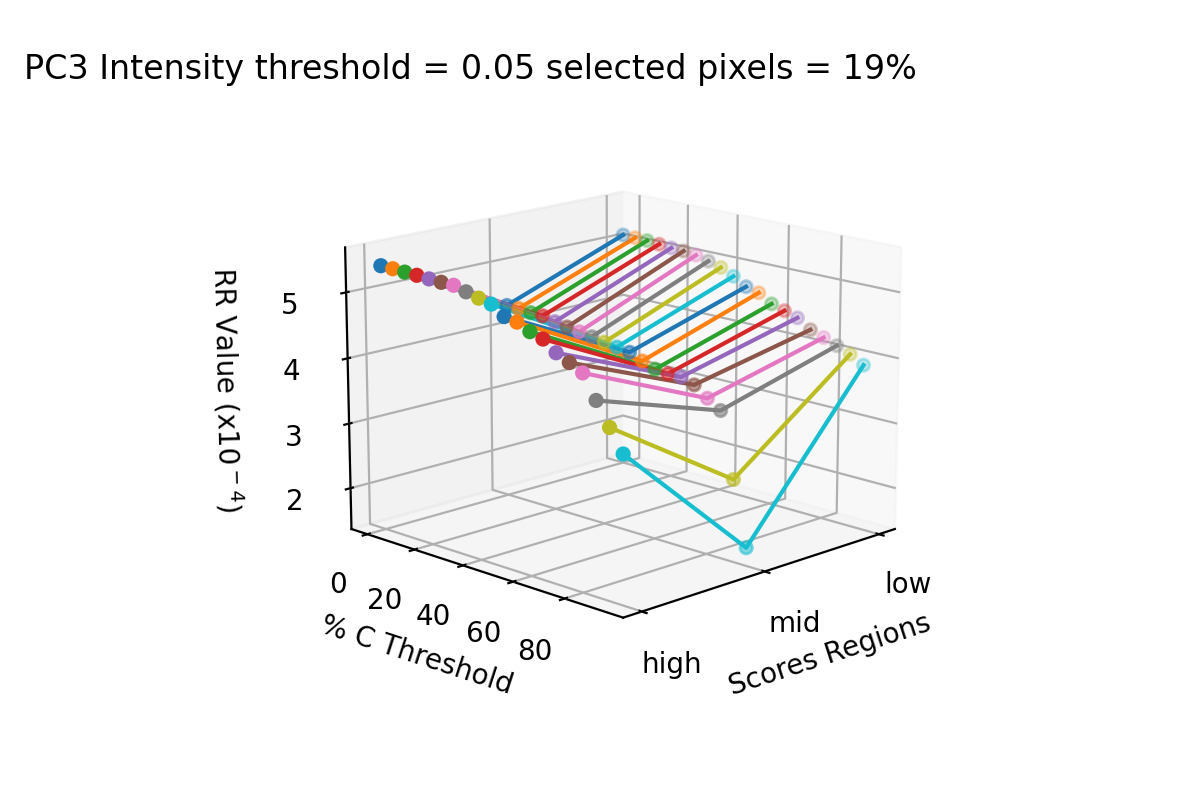 PC3 Intensity threshold = 0.05 selected pixels = 19%
RR Value (x10⁻⁴)
5
4
3
2
0
20
40
60
80
% C Threshold
high
mid
low
Scores Regions